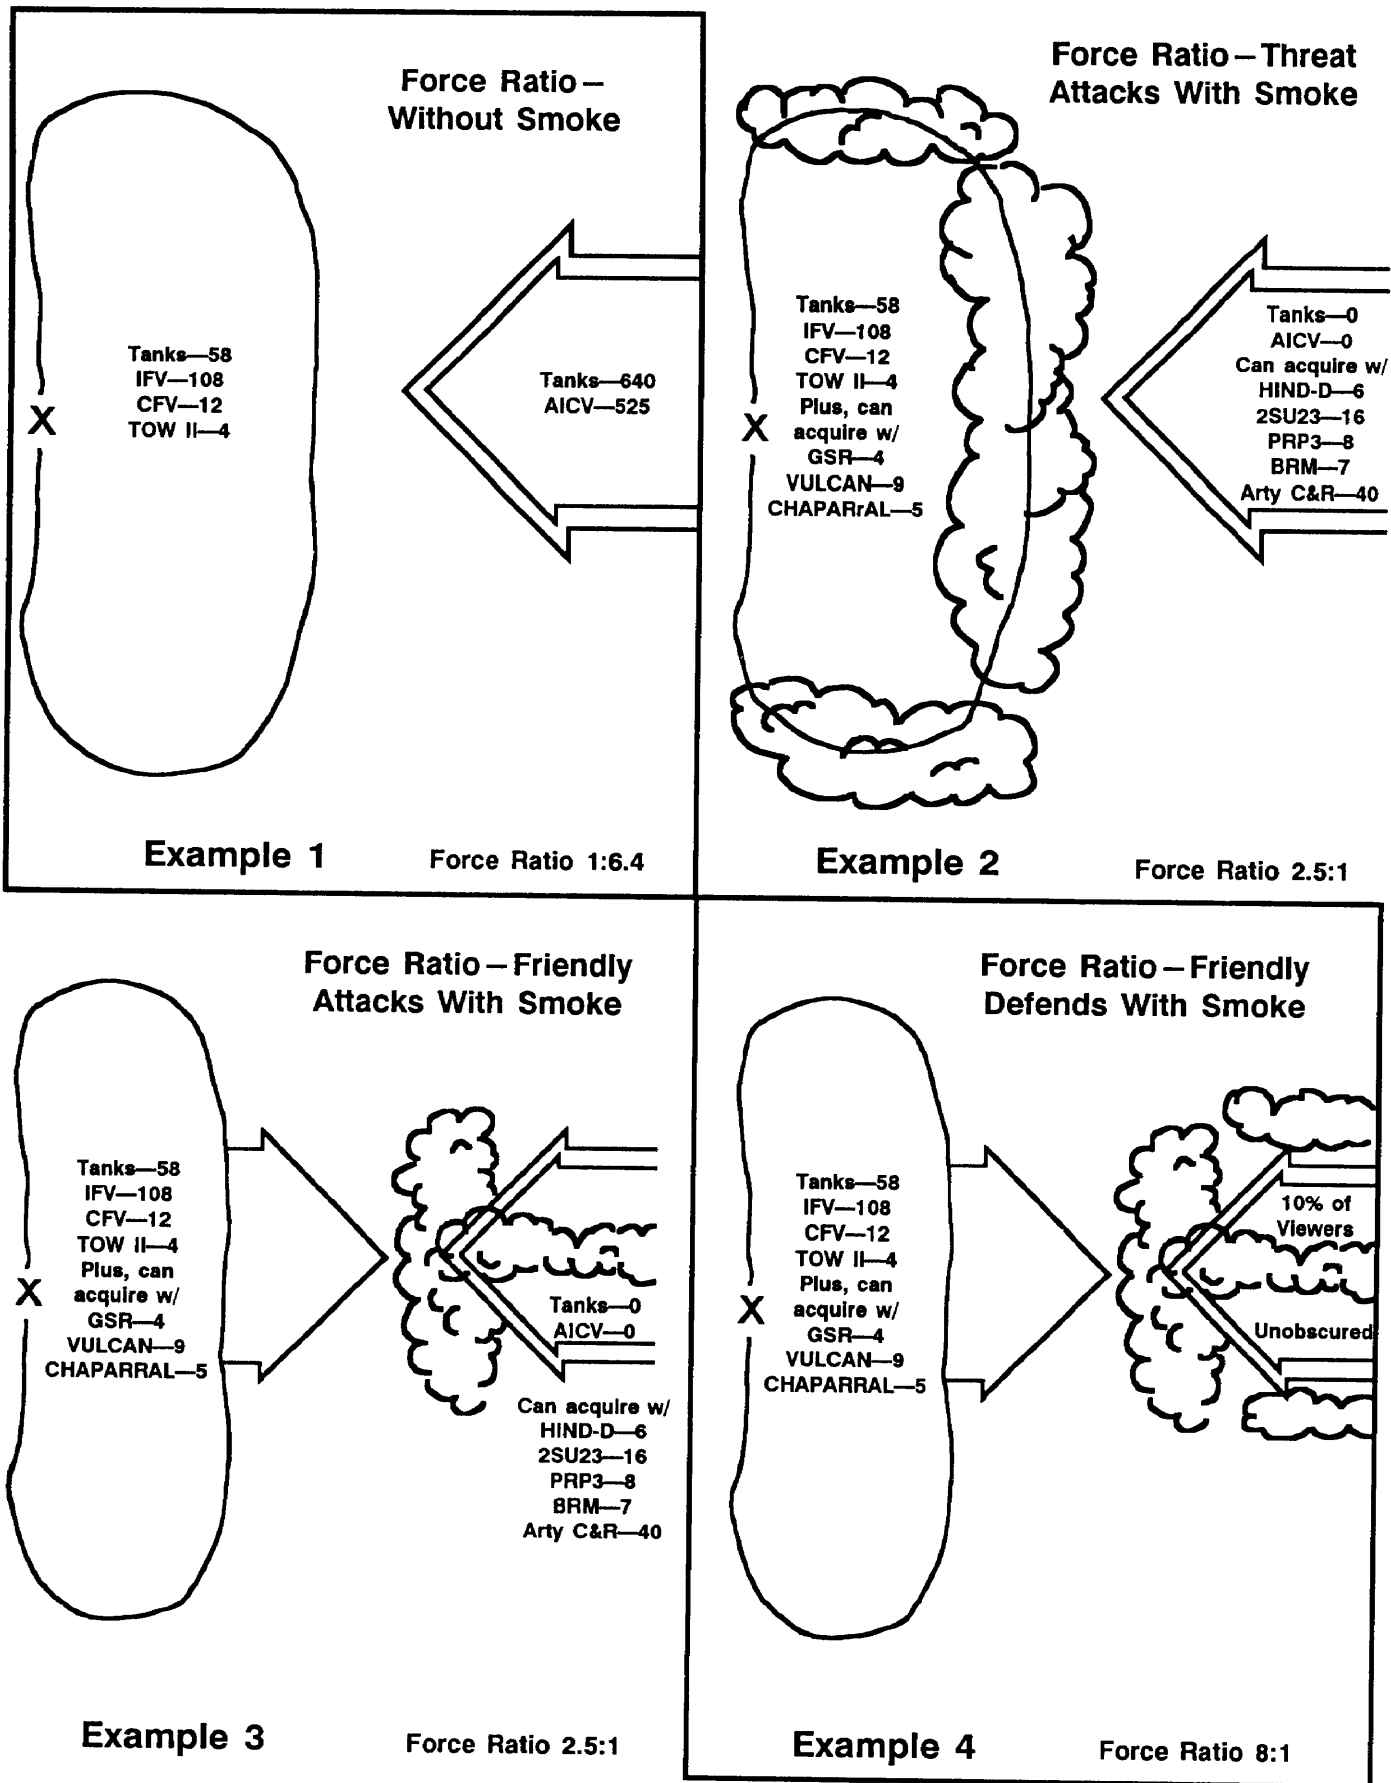 Force Ratio–
Without Smoke
Tanks—58
IFV—108
CFV—12
TOW II—4
X
Tanks—640
AICV—525
Example 1
Force Ratio 1:6.4
Force Ratio–Threat
Attacks With Smoke
Tanks—58
IFV—108
CFV—12
TOW II—4
Plus, can
acquire w/
GSR—4
VULCAN—9
CHAPARrAL—5
X
Tanks—0
AICV—0
Can acquire w/
HIND-D—6
2SU23—16
PRP3—8
BRM—7
Arty C&R—40
Example 2
Force Ratio 2.5:1
Force Ratio–Friendly
Attacks With Smoke
Tanks—58
IFV—108
CFV—12
TOW II—4
Plus, can
acquire w/
GSR—4
VULCAN—9
CHAPARRAL—5
X
Tanks—0
AICV—0
Can acquire w/
HIND-D—6
2SU23—16
PRP3—8
BRM—7
Arty C&R—40
Example 3
Force Ratio 2.5:1
Force Ratio–Friendly
Defends With Smoke
Tanks—58
IFV—108
CFV—12
TOW II—4
Plus, can
acquire w/
GSR—4
VULCAN—9
CHAPARRAL—5
X
10% of
Viewers
Unobscured
Example 4
Force Ratio 8:1